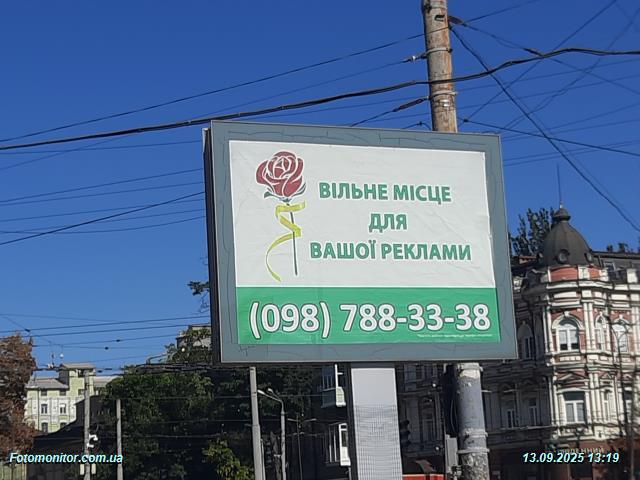 ВІЛЬНЕ МІСЦЕ
ДЛЯ
ВАШОЇ РЕКЛАМИ
(098) 788-33-38
Fotomonitor.com.ua
13.09.2025 13:19